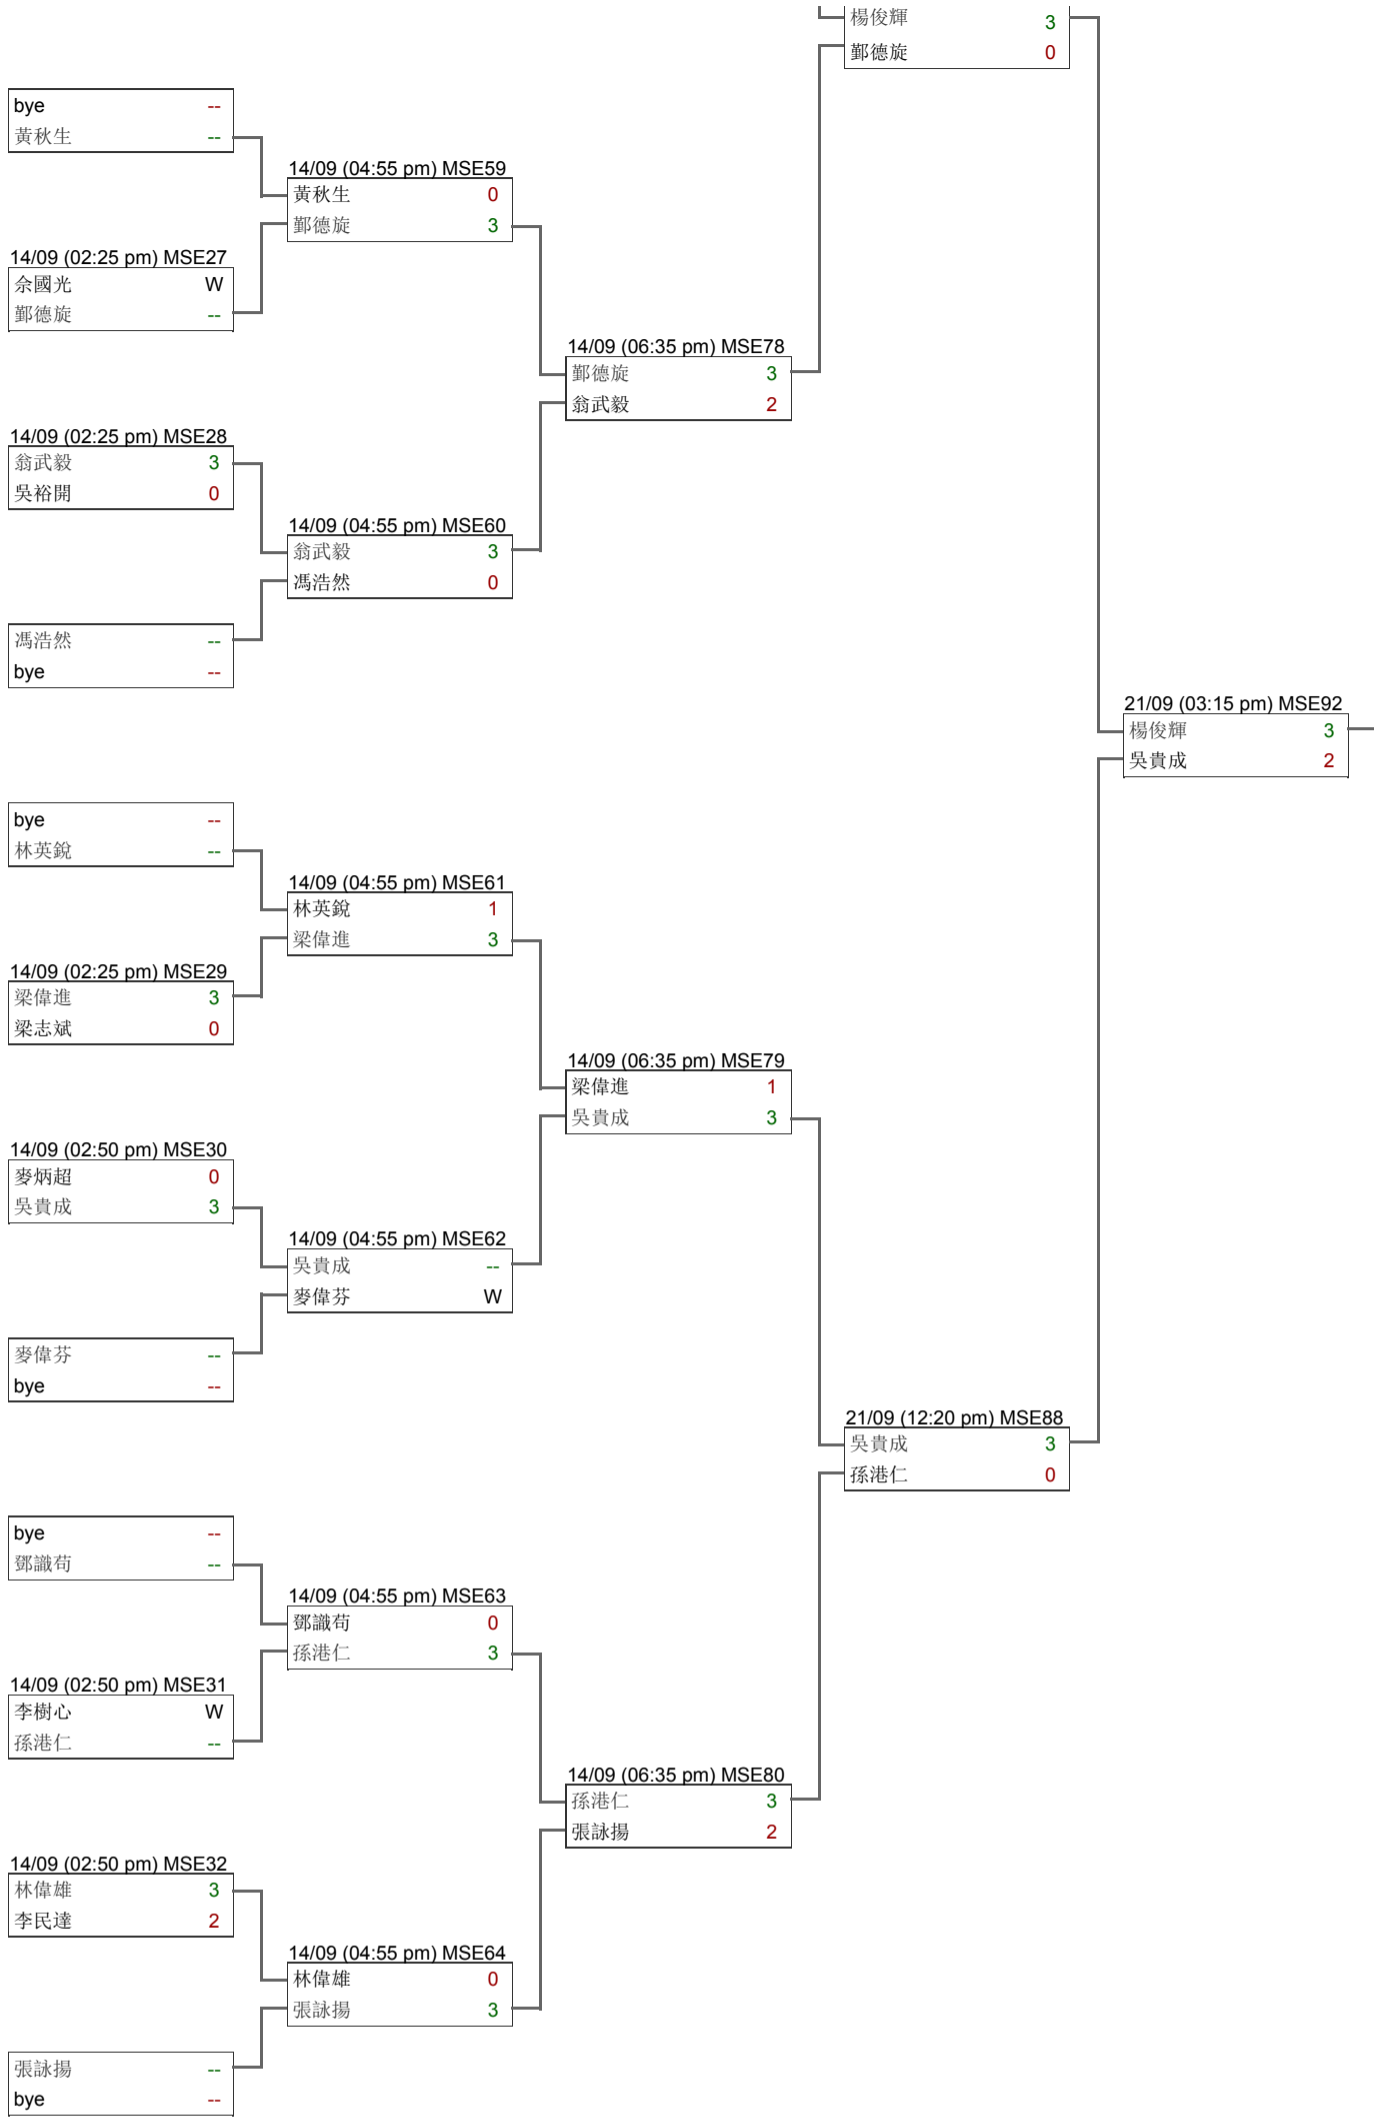 楊俊輝 3
鄞德旋 0
bye --
黃秋生 --
14/09 (04:55 pm) MSE59
黃秋生 0
鄞德旋 3
14/09 (02:25 pm) MSE27
余國光 W
鄞德旋 --
14/09 (06:35 pm) MSE78
鄞德旋 3
翁武毅 2
14/09 (02:25 pm) MSE28
翁武毅 3
吳裕開 0
14/09 (04:55 pm) MSE60
翁武毅 3
馮浩然 0
馮浩然 --
bye --
21/09 (03:15 pm) MSE92
楊俊輝 3
吳貴成 2
bye --
林英銳 --
14/09 (04:55 pm) MSE61
林英銳 1
梁偉進 3
14/09 (02:25 pm) MSE29
梁偉進 3
梁志斌 0
14/09 (06:35 pm) MSE79
梁偉進 1
吳貴成 3
14/09 (02:50 pm) MSE30
麥炳超 0
吳貴成 3
14/09 (04:55 pm) MSE62
吳貴成 --
麥偉芬 W
麥偉芬 --
bye --
21/09 (12:20 pm) MSE88
吳貴成 3
孫港仁 0
bye --
鄧識荀 --
14/09 (04:55 pm) MSE63
鄧識荀 0
孫港仁 3
14/09 (02:50 pm) MSE31
李樹心 W
孫港仁 --
14/09 (06:35 pm) MSE80
孫港仁 3
張詠揚 2
14/09 (02:50 pm) MSE32
林偉雄 3
李民達 2
14/09 (04:55 pm) MSE64
林偉雄 0
張詠揚 3
張詠揚 --
bye --